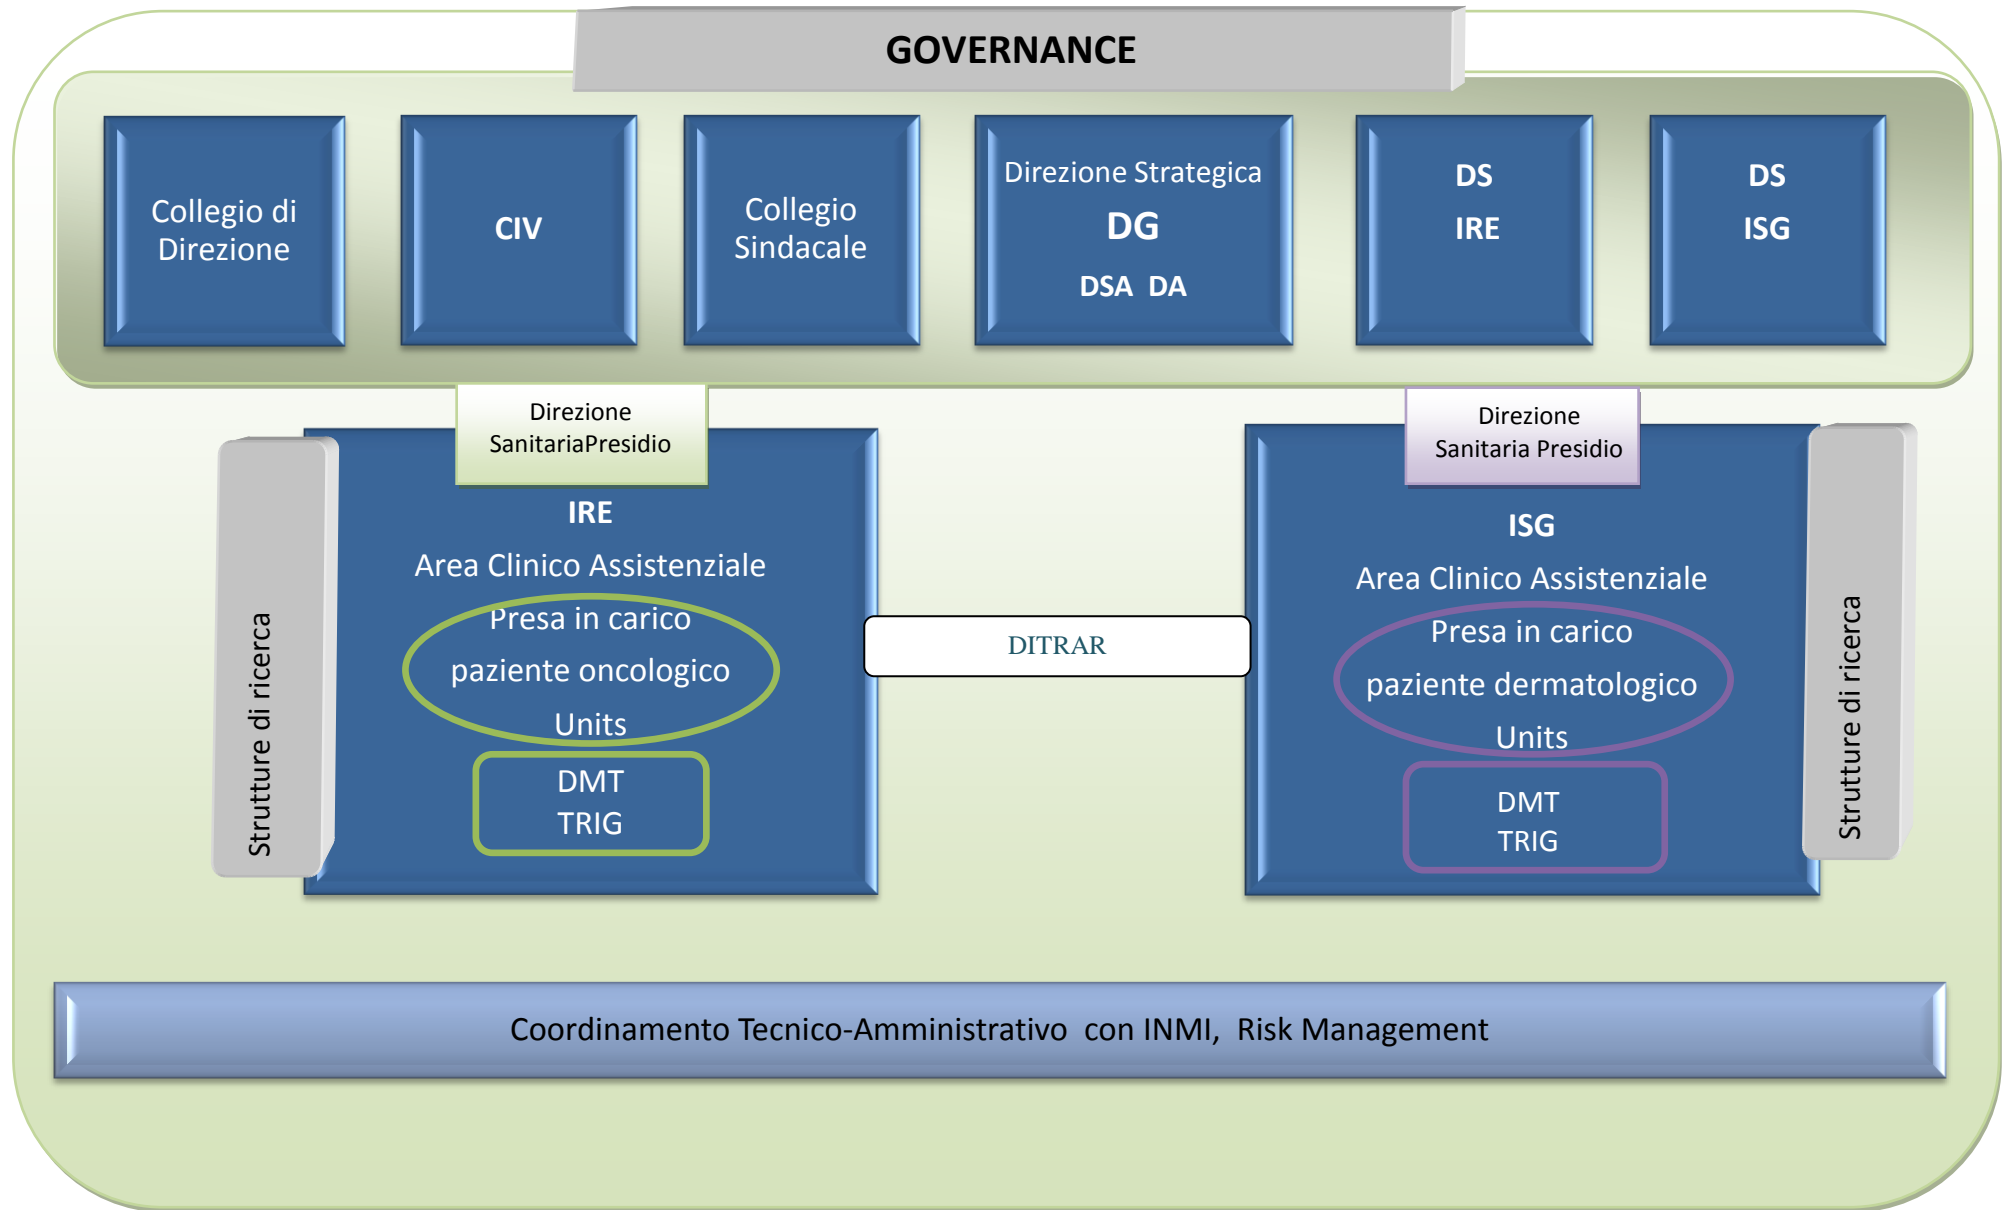 GOVERNANCE
Collegio di
Direzione
CIV
Collegio
Sindacale
Direzione Strategica
DG
DSA DA
DS
IRE
DS
ISG
Direzione
SanitariaPresidio
Direzione
Sanitaria Presidio
Strutture di ricerca
IRE
Area Clinico Assistenziale
Presa in carico
paziente oncologico
Units
DMT
TRIG
DITRAR
ISG
Area Clinico Assistenziale
Presa in carico
paziente dermatologico
Units
DMT
TRIG
Strutture di ricerca
Coordinamento Tecnico-Amministrativo con INMI, Risk Management